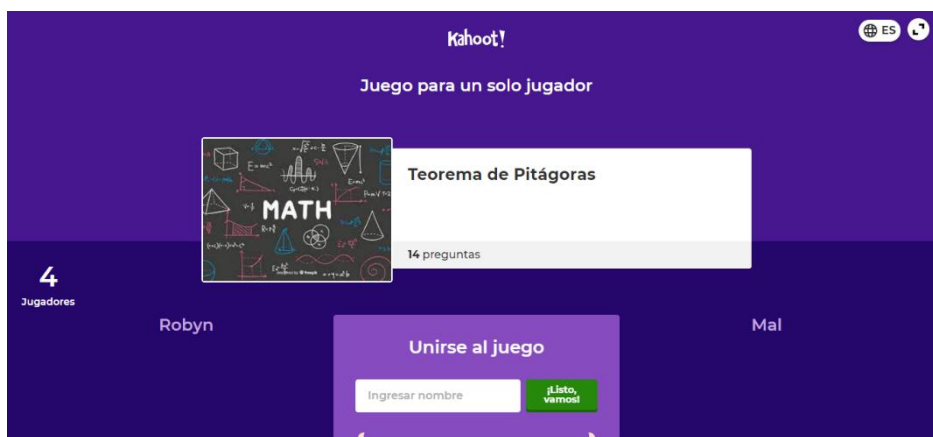 Kahoot!
ES
Juego para un solo jugador
MATH
Teorema de Pitágoras
14 preguntas
4
Jugadores
Robyn
Mal
Unirse al juego
Ingresar nombre
¡Listo,
vamos!